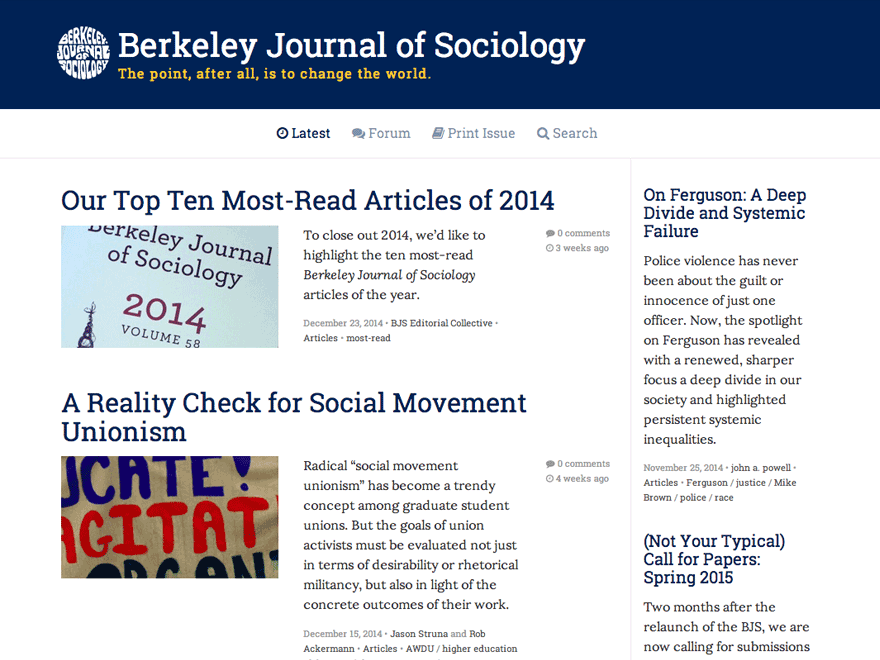 BERKELEY
JOURNAL
OF
SOCIOLOGY
Berkeley Journal of Sociology
The point, after all, is to change the world.
Latest
Forum
Print Issue
Search
Our Top Ten Most-Read Articles of 2014
Berkeley Journal
of Sociology
2014
VOLUME 58
To close out 2014, we’d like to
highlight the ten most-read
Berkeley Journal of Sociology
articles of the year.
December 23, 2014 • BJS Editorial Collective •
Articles • most-read
0 comments
3 weeks ago
A Reality Check for Social Movement
Unionism
UCATE!
AGITAT
ORGAN
Radical “social movement
unionism” has become a trendy
concept among graduate student
unions. But the goals of union
activists must be evaluated not just
in terms of desirability or rhetorical
militancy, but also in light of the
concrete outcomes of their work.
December 15, 2014 • Jason Struna and Rob
Ackermann • Articles • AWDU / higher education
0 comments
4 weeks ago
On Ferguson: A Deep
Divide and Systemic
Failure
Police violence has never
been about the guilt or
innocence of just one
officer. Now, the spotlight
on Ferguson has revealed
with a renewed, sharper
focus a deep divide in our
society and highlighted
persistent systemic
inequalities.
November 25, 2014 • john a. powell •
Articles • Ferguson / justice / Mike
Brown / police / race
(Not Your Typical)
Call for Papers:
Spring 2015
Two months after the
relaunch of the BJS, we are
now calling for submissions